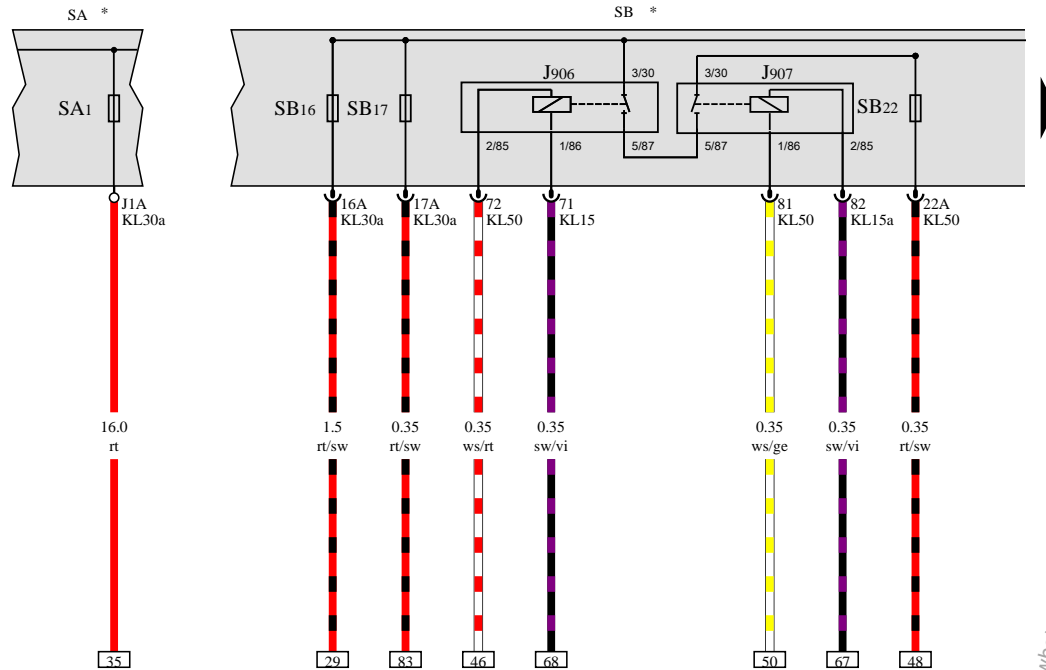 SA *
SB *
J906
J907
3/30
3/30
SA1
SB16
SB17
SB22
2/85
1/86
5/87
5/87
1/86
2/85
J1A
KL30a
16A
KL30a
17A
KL30a
72
KL50
71
KL15
81
KL50
82
KL15a
22A
KL50
16.0
rt
1.5
rt/sw
0.35
rt/sw
0.35
ws/rt
0.35
sw/vi
0.35
ws/ge
0.35
sw/vi
0.35
rt/sw
35
29
83
46
68
50
67
48